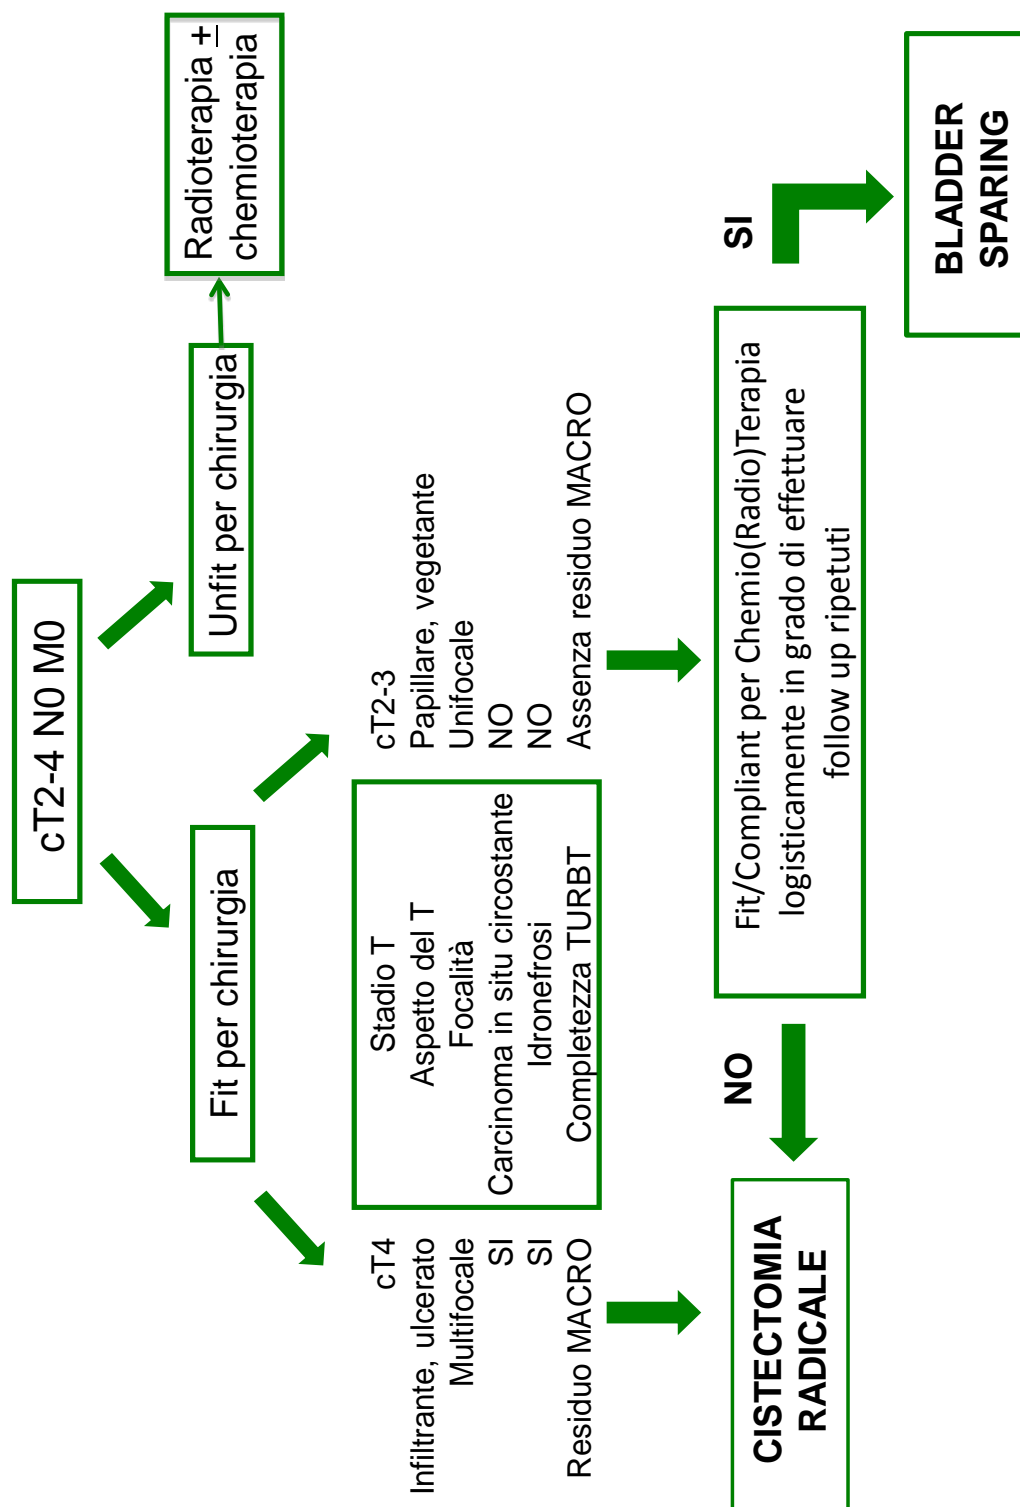 cT2-4 N0 M0
Fit per chirurgia
Unfit per chirurgia
Radioterapia ±
chemioterapia
cT4
Infiltrante, ulcerato
Multifocale
SI
SI
Residuo MACRO
Stadio T
Aspetto del T
Focalità
Carcinoma in situ circostante
Idronefrosi
Completezza TURBT
cT2-3
Papillare, vegetante
Unifocale
NO
NO
Assenza residuo MACRO
Fit/Compliant per Chemio(Radio)Terapia
logisticamente in grado di effettuare
follow up ripetuti
NO
SI
CISTECTOMIA
RADICALE
BLADDER
SPARING